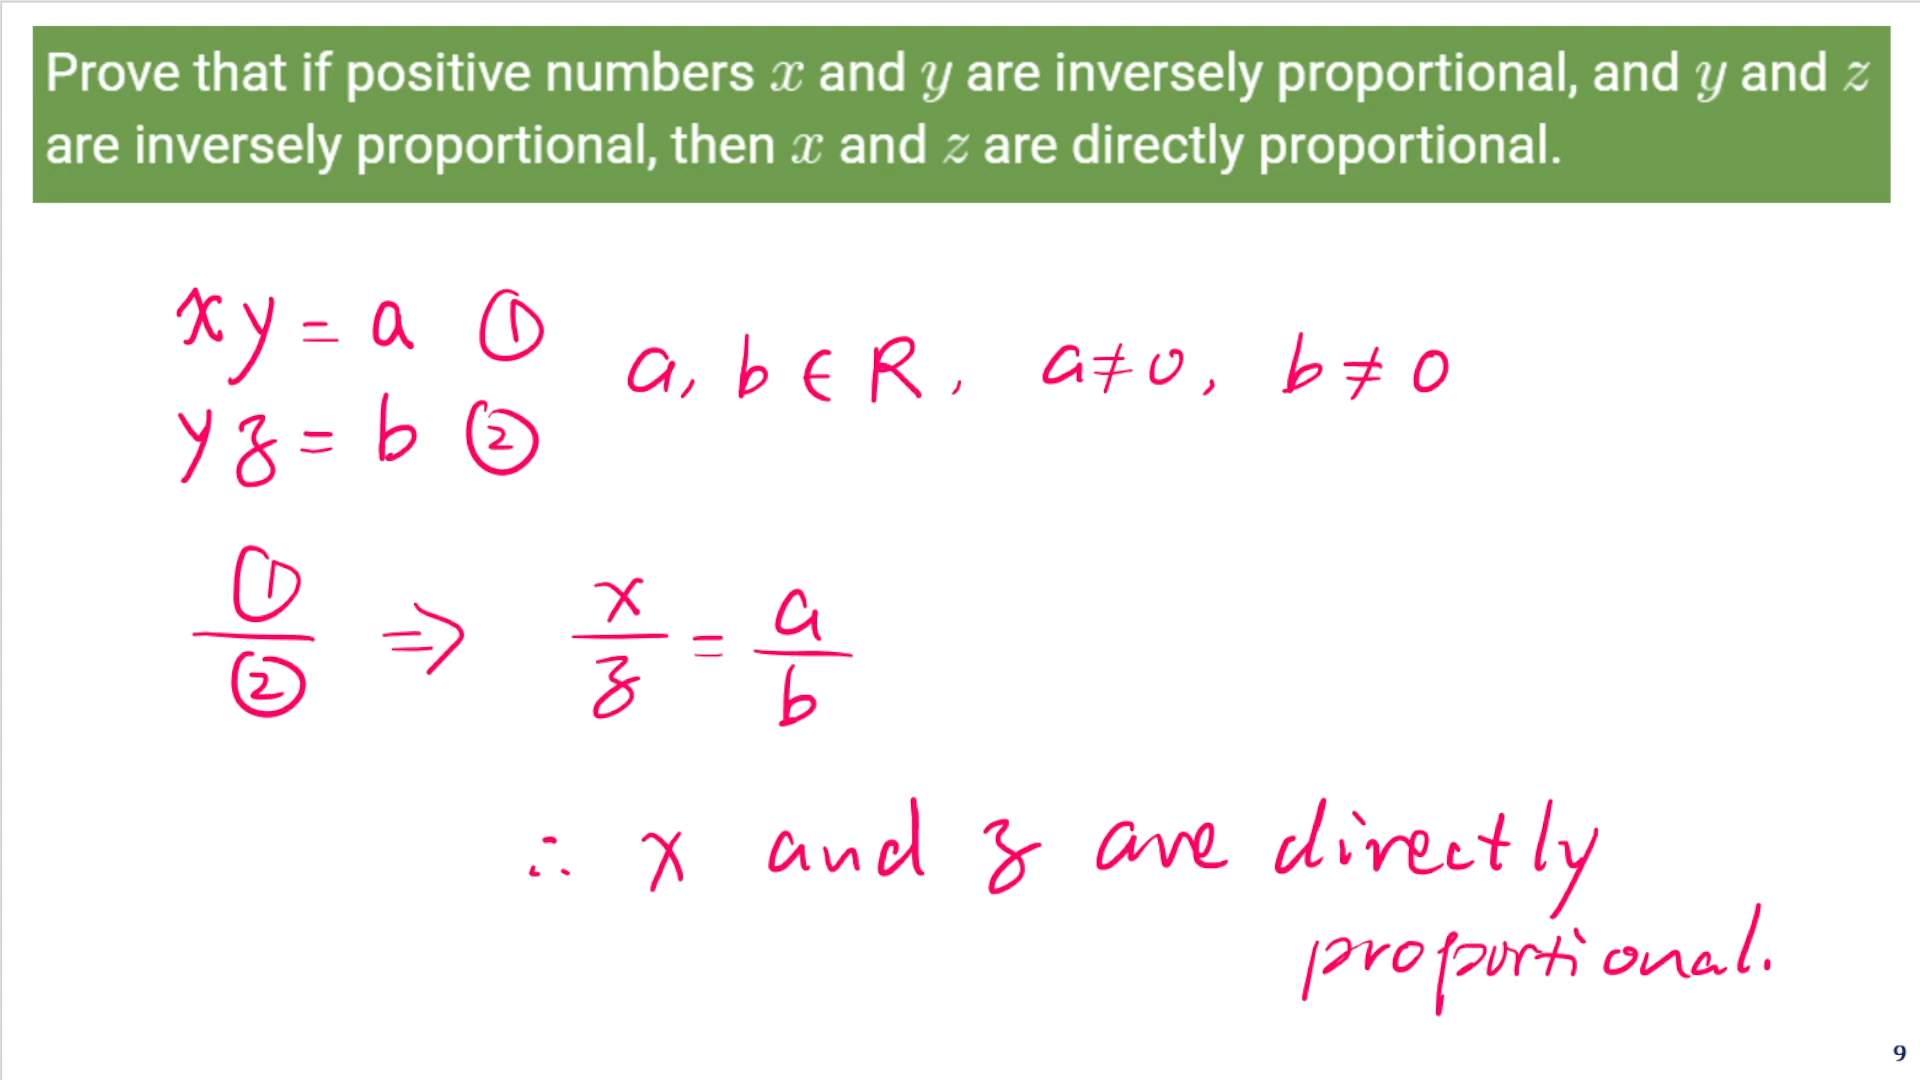 Prove that if positive numbers x and y are inversely proportional, and y and z
are inversely proportional, then x and z are directly proportional.
xy = a ①
a, b ∈ R, a ≠ 0, b ≠ 0
yz = b ②
①/② ⇒ x/z = a/b
∴ x and z are directly
proportional.
9